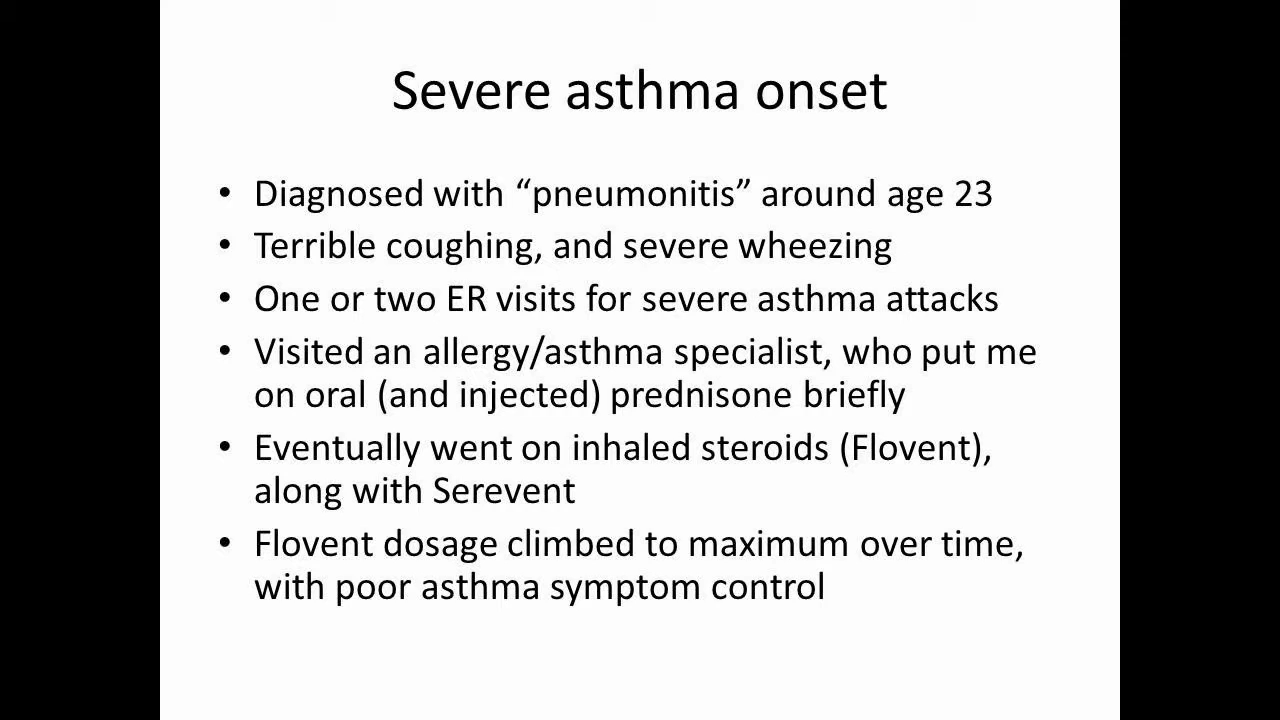 Severe asthma onset
• Diagnosed with “pneumonitis” around age 23
• Terrible coughing, and severe wheezing
• One or two ER visits for severe asthma attacks
• Visited an allergy/asthma specialist, who put me
on oral (and injected) prednisone briefly
• Eventually went on inhaled steroids (Flovent),
along with Serevent
• Flovent dosage climbed to maximum over time,
with poor asthma symptom control